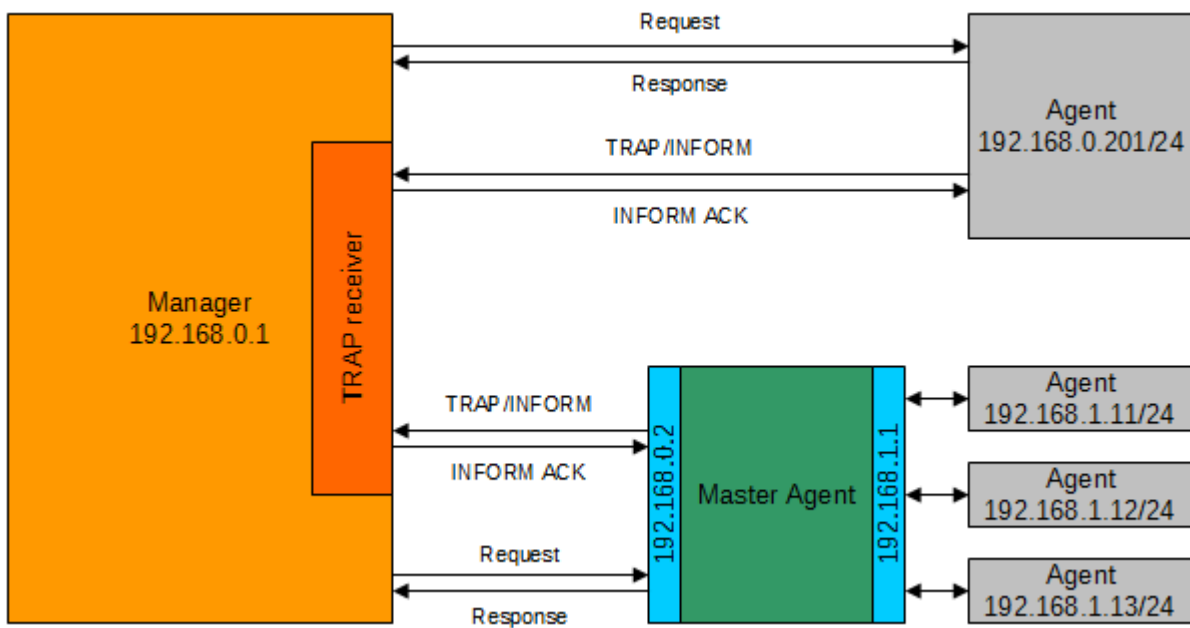 Request
Response
Agent
192.168.0.201/24
TRAP/INFORM
INFORM ACK
Manager
192.168.0.1
TRAP receiver
TRAP/INFORM
INFORM ACK
Request
Response
192.168.0.2
Master Agent
192.168.1.1
Agent
192.168.1.11/24
Agent
192.168.1.12/24
Agent
192.168.1.13/24